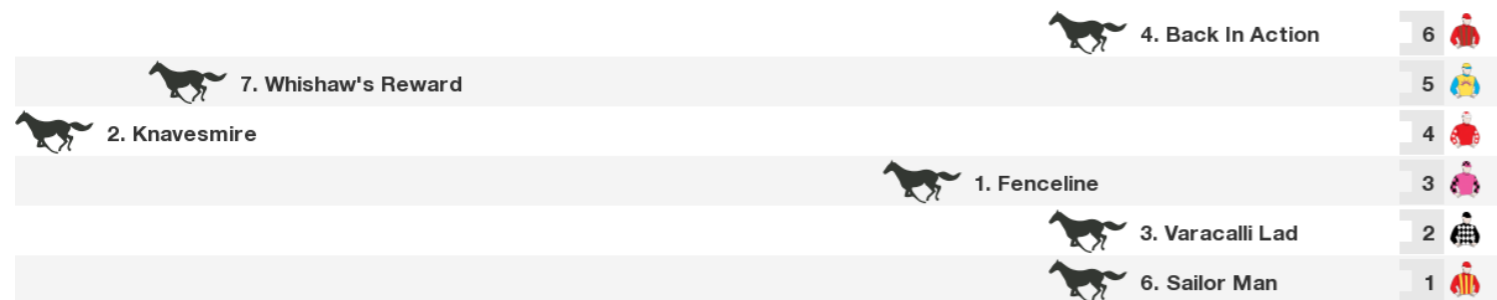 4. Back In Action 6
7. Whishaw's Reward 5
2. Knavesmire 4
1. Fenceline 3
3. Varacalli Lad 2
6. Sailor Man 1